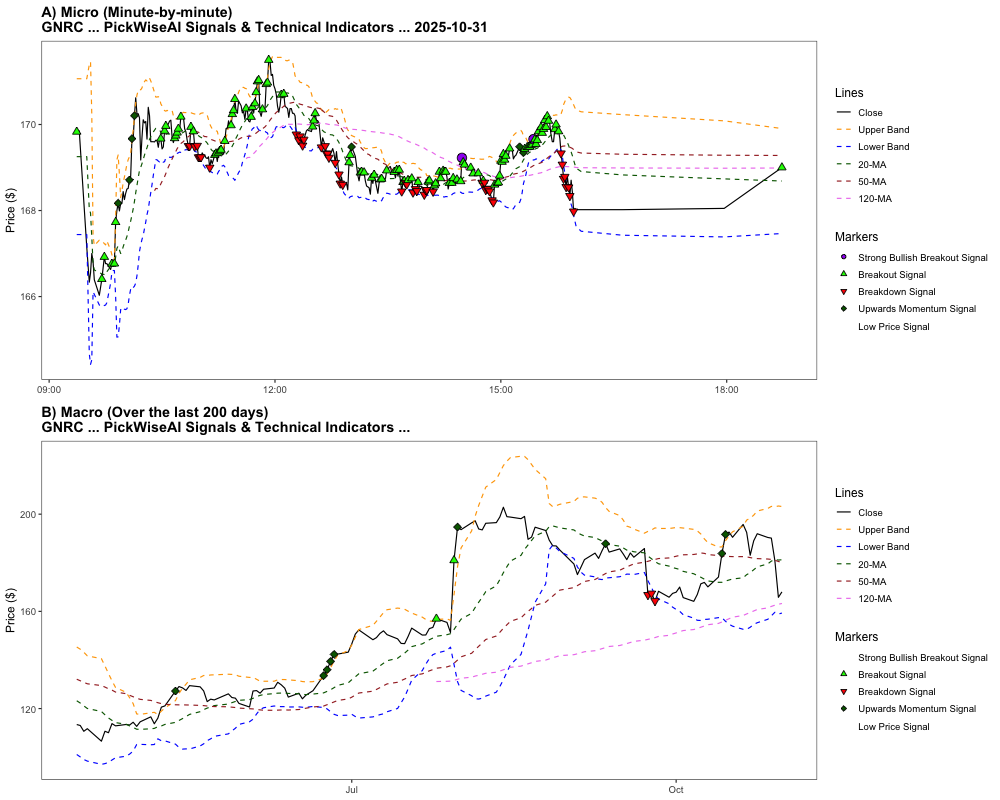 A) Micro (Minute-by-minute)
GNRC ... PickWiseAI Signals & Technical Indicators ... 2025-10-31
Price ($)
170
168
166
09:00
12:00
15:00
18:00
Lines
Close
Upper Band
Lower Band
20-MA
50-MA
120-MA
Markers
Strong Bullish Breakout Signal
Breakout Signal
Breakdown Signal
Upwards Momentum Signal
Low Price Signal
B) Macro (Over the last 200 days)
GNRC ... PickWiseAI Signals & Technical Indicators ...
Price ($)
200
160
120
Jul
Oct
Lines
Close
Upper Band
Lower Band
20-MA
50-MA
120-MA
Markers
Strong Bullish Breakout Signal
Breakout Signal
Breakdown Signal
Upwards Momentum Signal
Low Price Signal